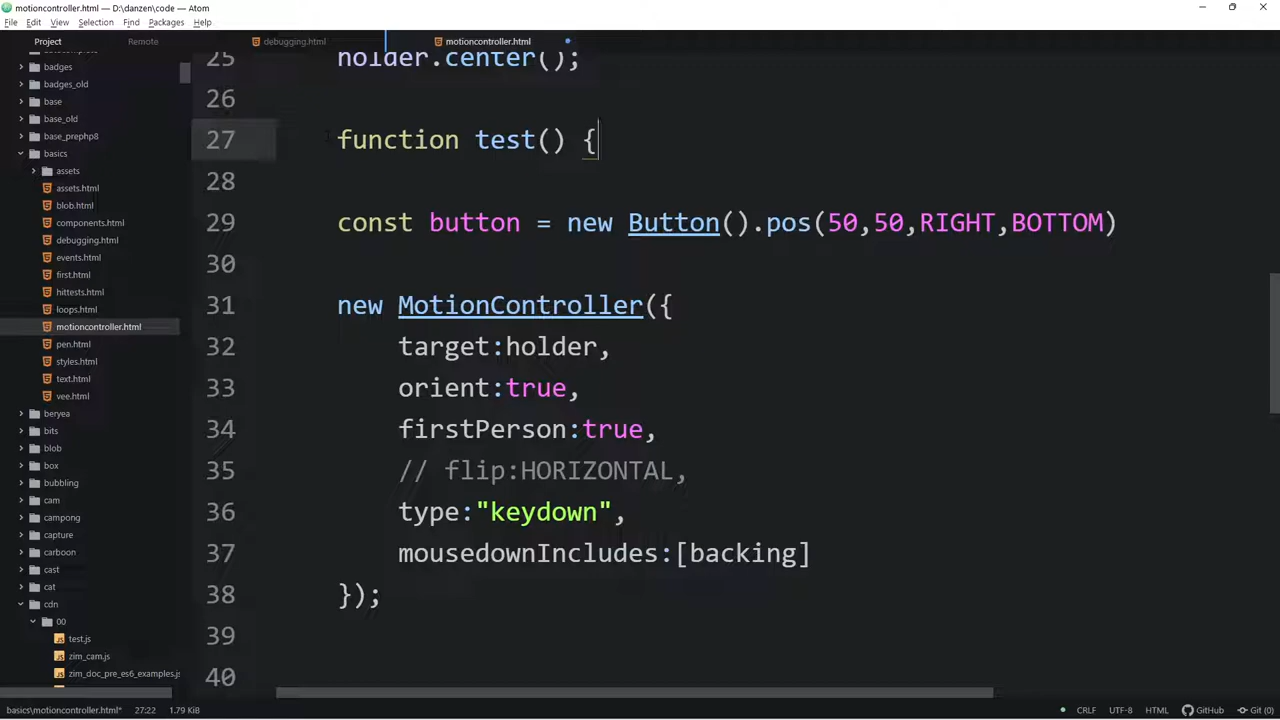 motioncontroller.html — D:\danzen\code — Atom
File Edit View Selection Find Packages Help
Project Remote debugging.html motioncontroller.html
badges
badges_old
base
base_old
base_prephp8
basics
assets
assets.html
blob.html
components.html
debugging.html
events.html
first.html
hittests.html
loops.html
motioncontroller.html
pen.html
styles.html
text.html
vee.html
beryea
bits
blob
box
bubbling
cam
campong
capture
carboon
cast
cat
cdn
00
test.js
zim_cam.js
zim_doc_pre_es6_examples.js
25 holder.center();
26
27 function test() {
28
29 const button = new Button().pos(50,50,RIGHT,BOTTOM)
30
31 new MotionController({
32 target:holder,
33 orient:true,
34 firstPerson:true,
35 // flip:HORIZONTAL,
36 type:"keydown",
37 mousedownIncludes:[backing]
38 });
39
40
basics\motioncontroller.html* 27:22 1.79 KiB CRLF UTF-8 HTML GitHub Git (0)